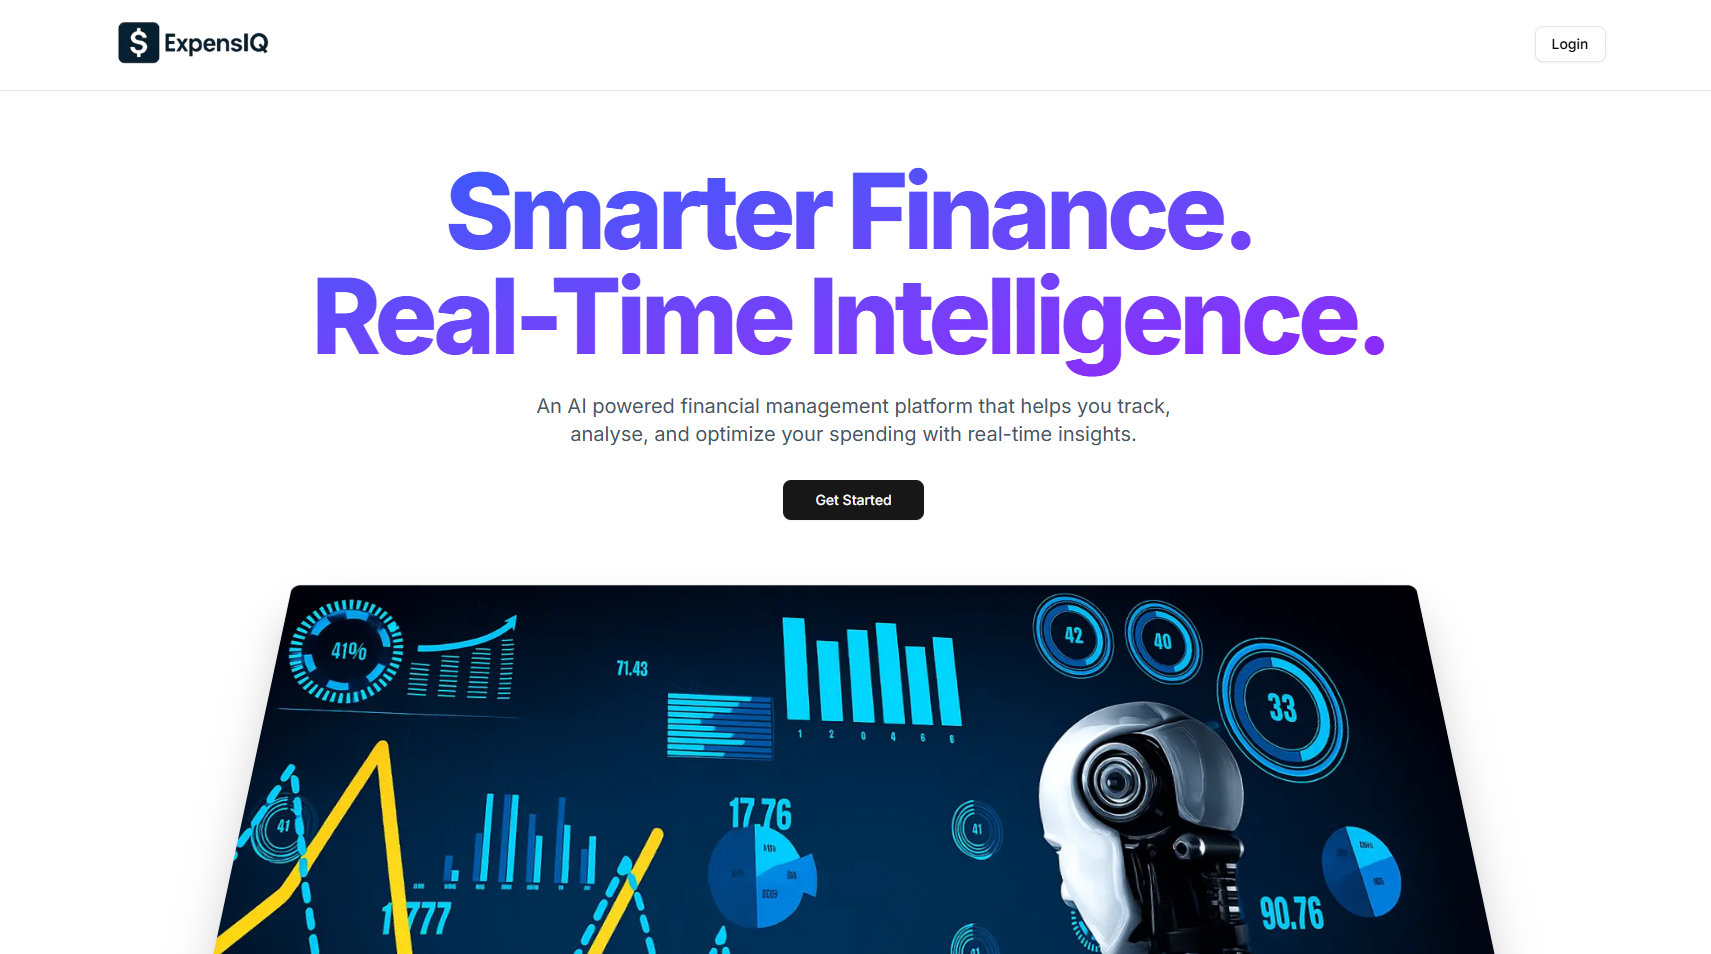 $ ExpensIQ
Login
Smarter Finance.
Real-Time Intelligence.
An AI powered financial management platform that helps you track,
analyse, and optimize your spending with real-time insights.
Get Started
41%
71.43
1 2 0 4 6 6
42
40
33
41
17.76
41
1777
90.76